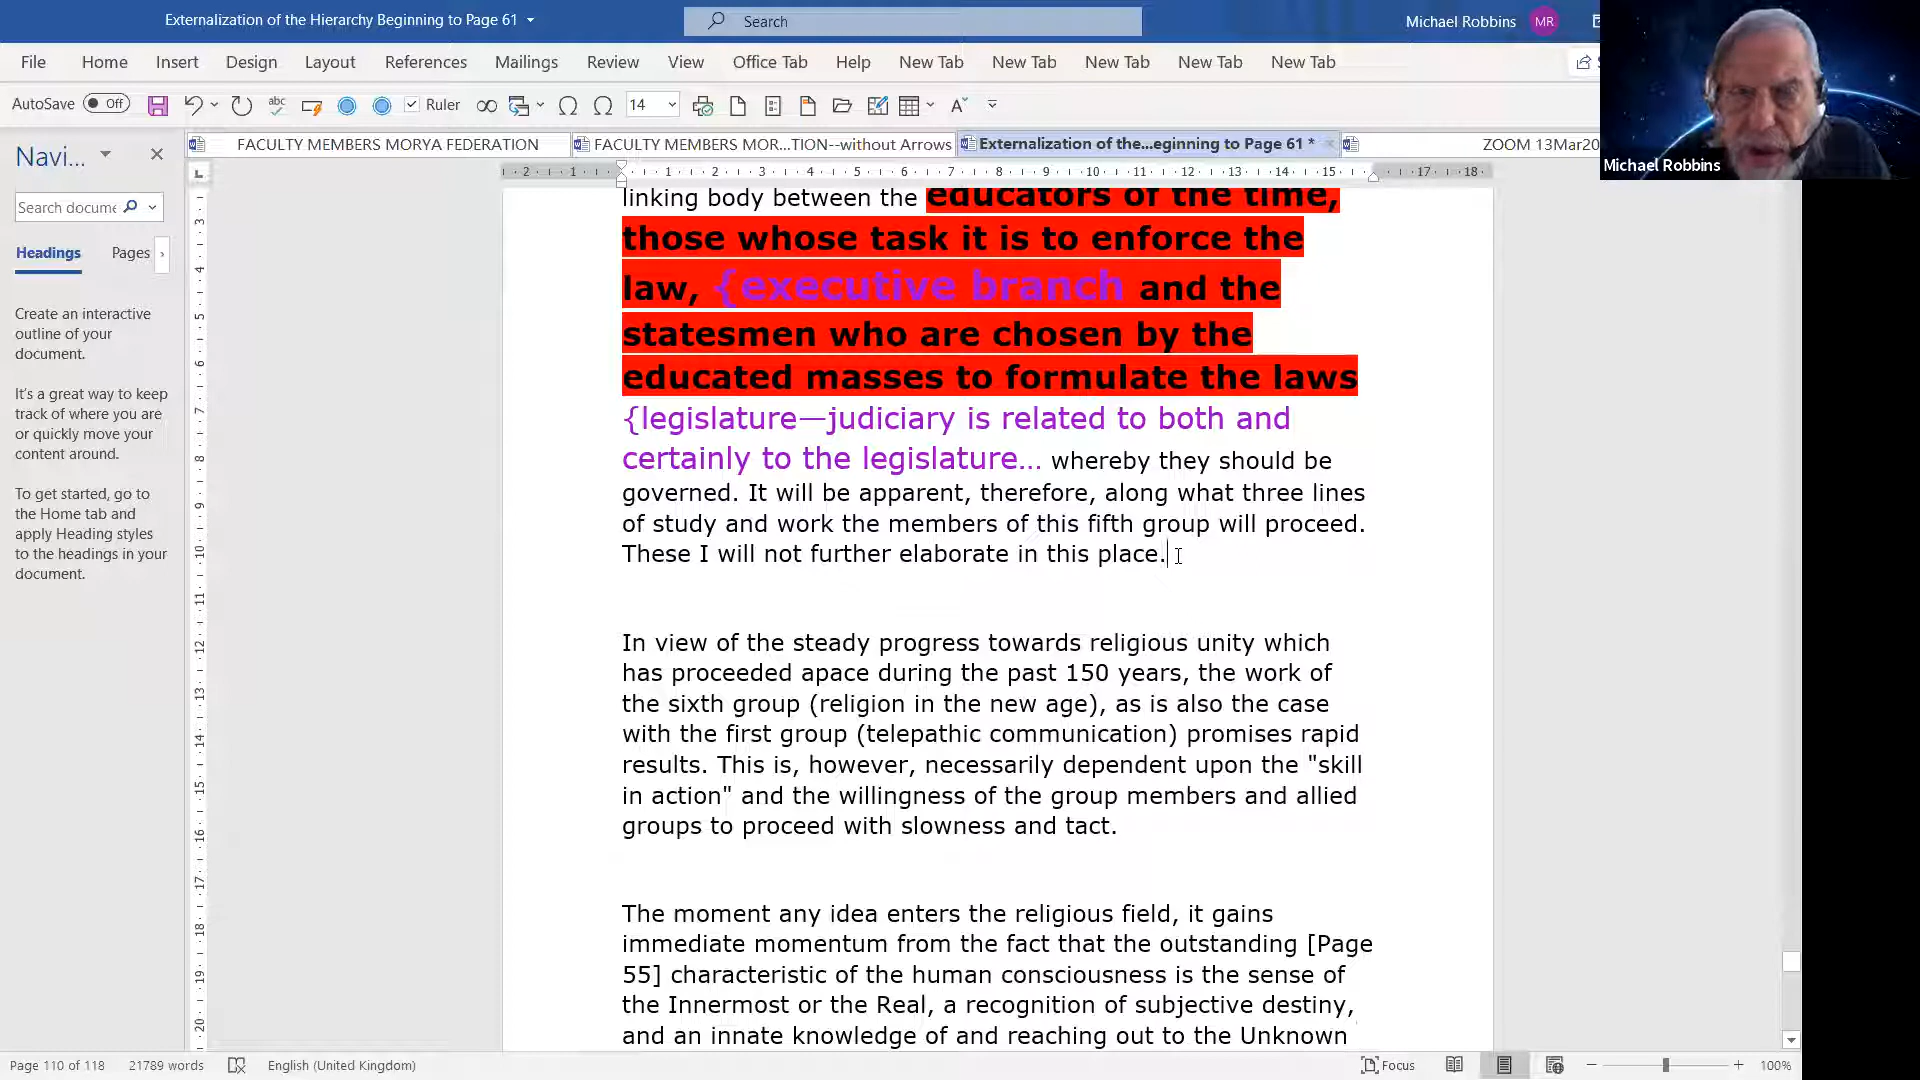 Externalization of the Hierarchy Beginning to Page 61
Search
Michael Robbins
MR
File
Home
Insert
Design
Layout
References
Mailings
Review
View
Office Tab
Help
New Tab
New Tab
New Tab
New Tab
New Tab
AutoSave
Off
abc
Ruler
14
FACULTY MEMBERS MORYA FEDERATION
FACULTY MEMBERS MOR...TION--without Arrows
Externalization of the...eginning to Page 61 *
ZOOM 13Mar20
Michael Robbins
Navi...
Search docume
Headings
Pages
Create an interactive
outline of your
document.
It's a great way to keep
track of where you are
or quickly move your
content around.
To get started, go to
the Home tab and
apply Heading styles
to the headings in your
document.
linking body between the educators of the time,
those whose task it is to enforce the
law, {executive branch and the
statesmen who are chosen by the
educated masses to formulate the laws
{legislature—judiciary is related to both and
certainly to the legislature… whereby they should be
governed. It will be apparent, therefore, along what three lines
of study and work the members of this fifth group will proceed.
These I will not further elaborate in this place.
In view of the steady progress towards religious unity which
has proceeded apace during the past 150 years, the work of
the sixth group (religion in the new age), as is also the case
with the first group (telepathic communication) promises rapid
results. This is, however, necessarily dependent upon the "skill
in action" and the willingness of the group members and allied
groups to proceed with slowness and tact.
The moment any idea enters the religious field, it gains
immediate momentum from the fact that the outstanding [Page
55] characteristic of the human consciousness is the sense of
the Innermost or the Real, a recognition of subjective destiny,
and an innate knowledge of and reaching out to the Unknown
Page 110 of 118
21789 words
English (United Kingdom)
Focus
100%